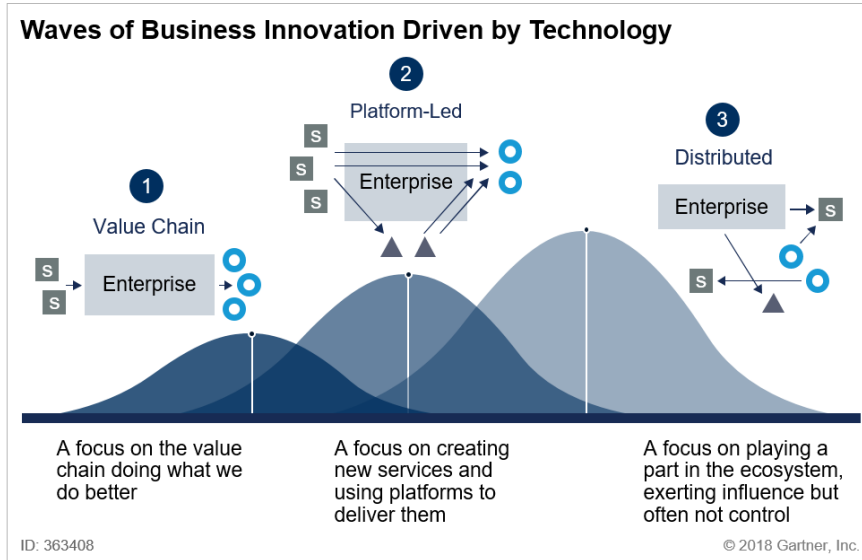 Waves of Business Innovation Driven by Technology
1
Value Chain
S
S
Enterprise
2
Platform-Led
S
S
S
Enterprise
3
Distributed
Enterprise
S
S
A focus on the value
chain doing what we
do better
A focus on creating
new services and
using platforms to
deliver them
A focus on playing a
part in the ecosystem,
exerting influence but
often not control
ID: 363408
© 2018 Gartner, Inc.